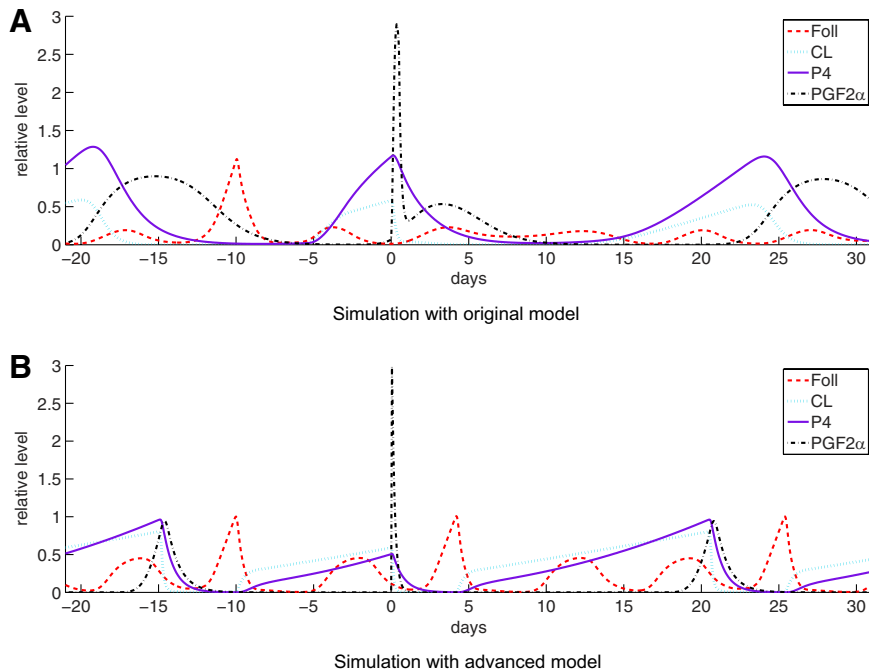 A
3
2.5
2
1.5
1
0.5
0
relative level
Foll
CL
P4
PGF2α
−20 −15 −10 −5 0 5 10 15 20 25 30
days
Simulation with original model
B
3
2.5
2
1.5
1
0.5
0
relative level
Foll
CL
P4
PGF2α
−20 −15 −10 −5 0 5 10 15 20 25 30
days
Simulation with advanced model